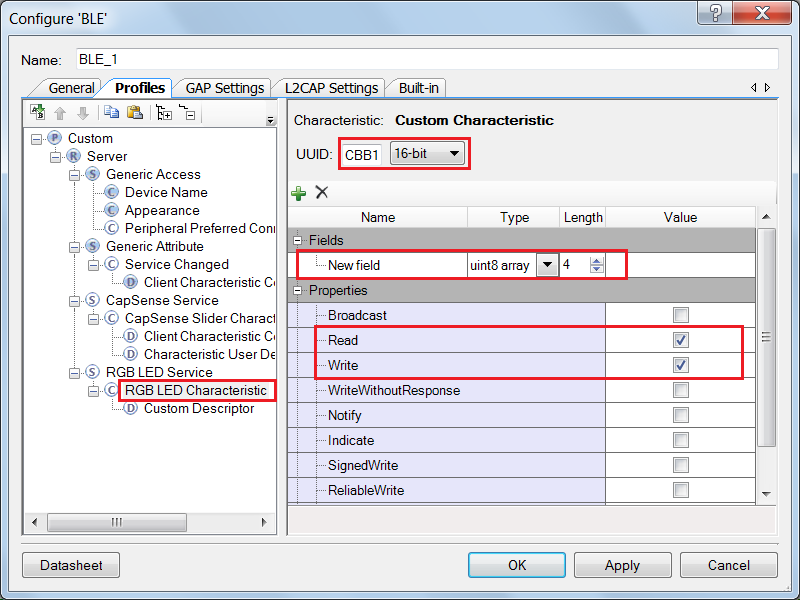 Configure 'BLE'
Name: BLE_1
General Profiles GAP Settings L2CAP Settings Built-in
Characteristic: Custom Characteristic
UUID: CBB1 16-bit
P Custom
R Server
S Generic Access
C Device Name
C Appearance
C Peripheral Preferred Conn
S Generic Attribute
C Service Changed
D Client Characteristic Co
S CapSense Service
C CapSense Slider Charact
D Client Characteristic Co
D Characteristic User De
S RGB LED Service
C RGB LED Characteristic
D Custom Descriptor
Name Type Length Value
Fields
New field uint8 array 4
Properties
Broadcast
Read
Write
WriteWithoutResponse
Notify
Indicate
SignedWrite
ReliableWrite
Datasheet OK Apply Cancel